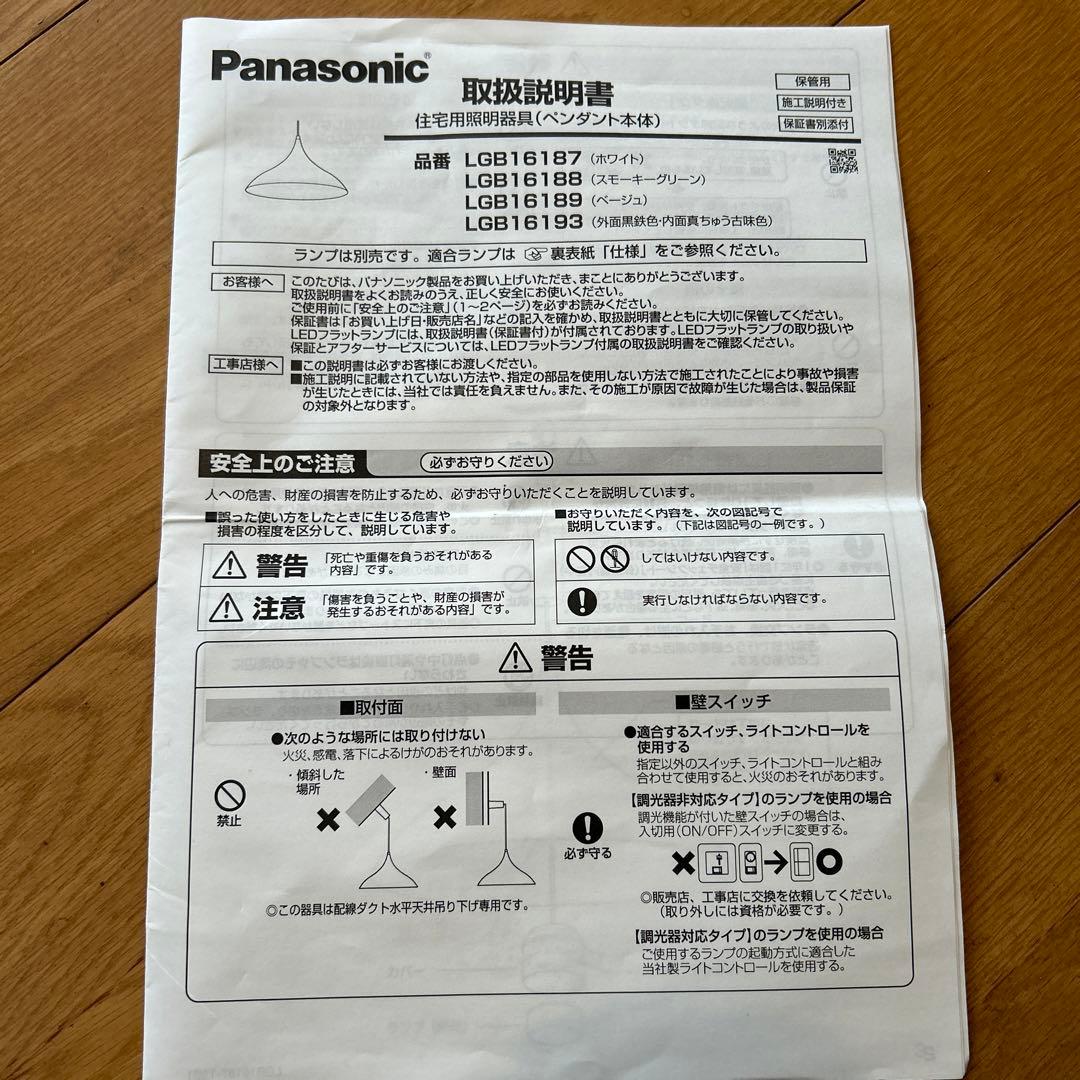 Panasonic®
取扱説明書
保管用
施工説明付き
保証書別添付
住宅用照明器具(ペンダント本体)
品番 LGB16187(ホワイト)
LGB16188(スモーキーグリーン)
LGB16189(ベージュ)
LGB16193(外面黒鉄色・内面真ちゅう古味色)
ランプは別売です。適合ランプは☞裏表紙「仕様」をご参照ください。
お客様へ
このたびは、パナソニック製品をお買い上げいただき、まことにありがとうございます。
取扱説明書をよくお読みのうえ、正しく安全にお使いください。
ご使用前に「安全上のご注意」(1~2ページ)を必ずお読みください。
保証書は「お買い上げ日・販売店名」などの記入を確かめ、取扱説明書とともに大切に保管してください。
LEDフラットランプには、取扱説明書(保証書付)が付属されております。LEDフラットランプの取り扱いや
保証とアフターサービスについては、LEDフラットランプ付属の取扱説明書をご確認ください。
工事店様へ
■この説明書は必ずお客様にお渡しください。
■施工説明に記載されていない方法や、指定の部品を使用しない方法で施工されたことにより事故や損害
が生じたときには、当社では責任を負えません。また、その施工が原因で故障が生じた場合は、製品保証
の対象外となります。
安全上のご注意
必ずお守りください
人への危害、財産の損害を防止するため、必ずお守りいただくことを説明しています。
■誤った使い方をしたときに生じる危害や
損害の程度を区分して、説明しています。
警告
「死亡や重傷を負うおそれがある
内容」です。
注意
「傷害を負うことや、財産の損害が
発生するおそれがある内容」です。
■お守りいただく内容を、次の図記号で
説明しています。(下記は図記号の一例です。)
してはいけない内容です。
実行しなければならない内容です。
警告
■取付面
●次のような場所には取り付けない
火災、感電、落下によるけがのおそれがあります。
・傾斜した
場所
・壁面
禁止
◎この器具は配線ダクト水平天井吊り下げ専用です。
■壁スイッチ
●適合するスイッチ、ライトコントロールを
使用する
指定以外のスイッチ、ライトコントロールと組み
合わせて使用すると、火災のおそれがあります。
【調光器非対応タイプ】のランプを使用の場合
調光機能が付いた壁スイッチの場合は、
入切用(ON/OFF)スイッチに変更する。
必ず守る
◎販売店、工事店に交換を依頼してください。
(取り外しには資格が必要です。)
【調光器対応タイプ】のランプを使用の場合
ご使用するランプの起動方式に適合した
当社製ライトコントロールを使用する。